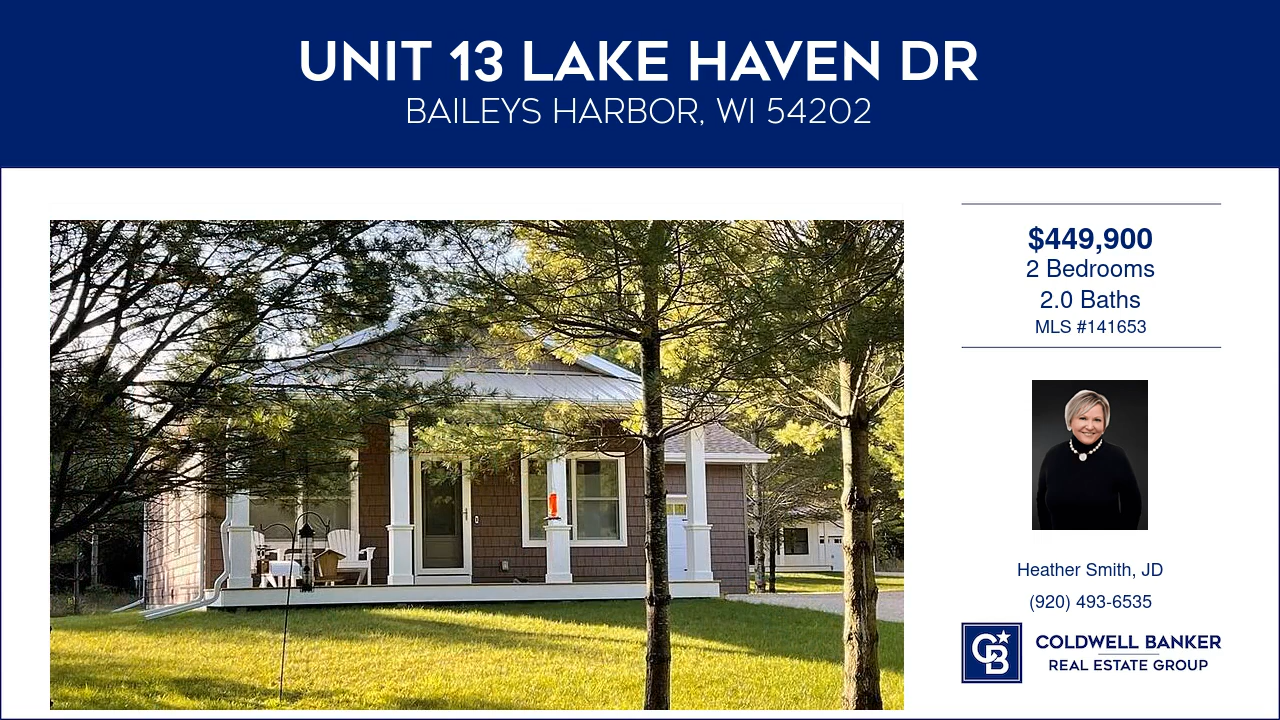 UNIT 13 LAKE HAVEN DR
BAILEYS HARBOR, WI 54202
$449,900
2 Bedrooms
2.0 Baths
MLS #141653
Heather Smith, JD
(920) 493-6535
CB
COLDWELL BANKER
REAL ESTATE GROUP